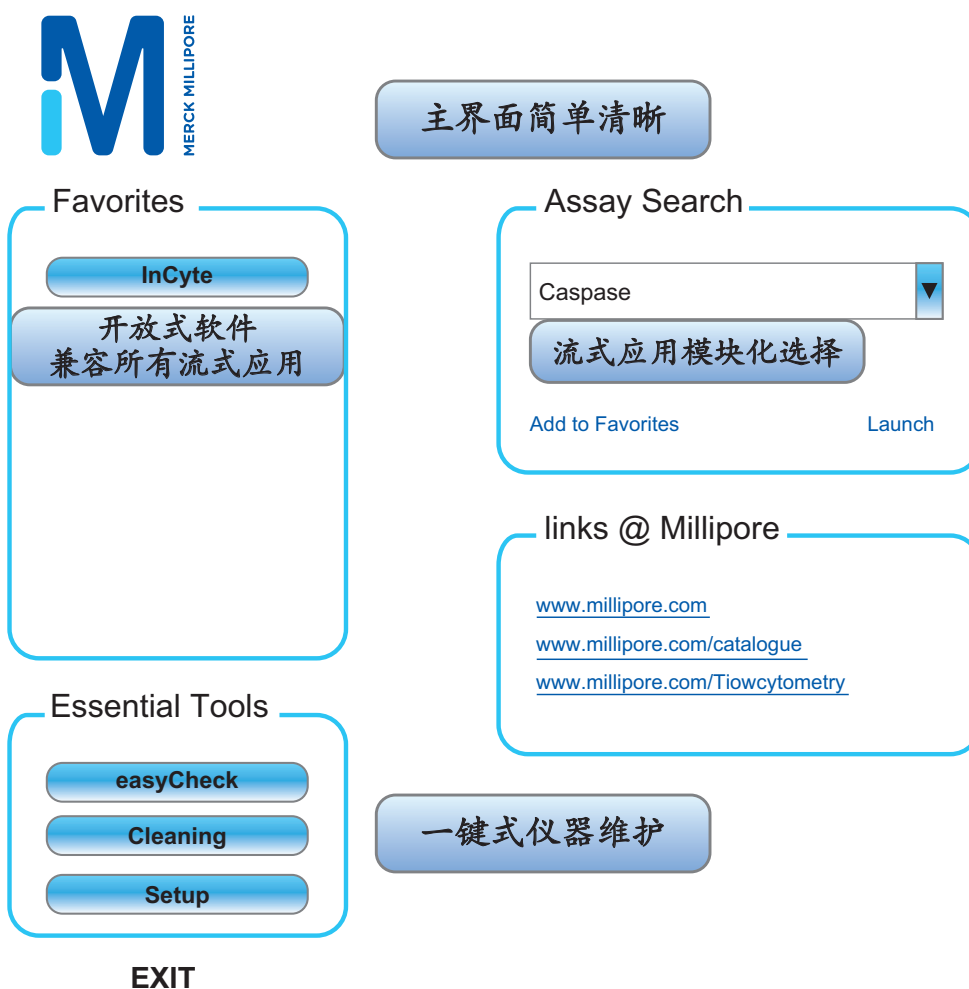 MERCK MILLIPORE
主界面简单清晰
Favorites
InCyte
开放式软件
兼容所有流式应用
Assay Search
Caspase
流式应用模块化选择
Add to Favorites
Launch
links @ Millipore
www.millipore.com
www.millipore.com/catalogue
www.millipore.com/Tiowcytometry
Essential Tools
easyCheck
Cleaning
Setup
一键式仪器维护
EXIT